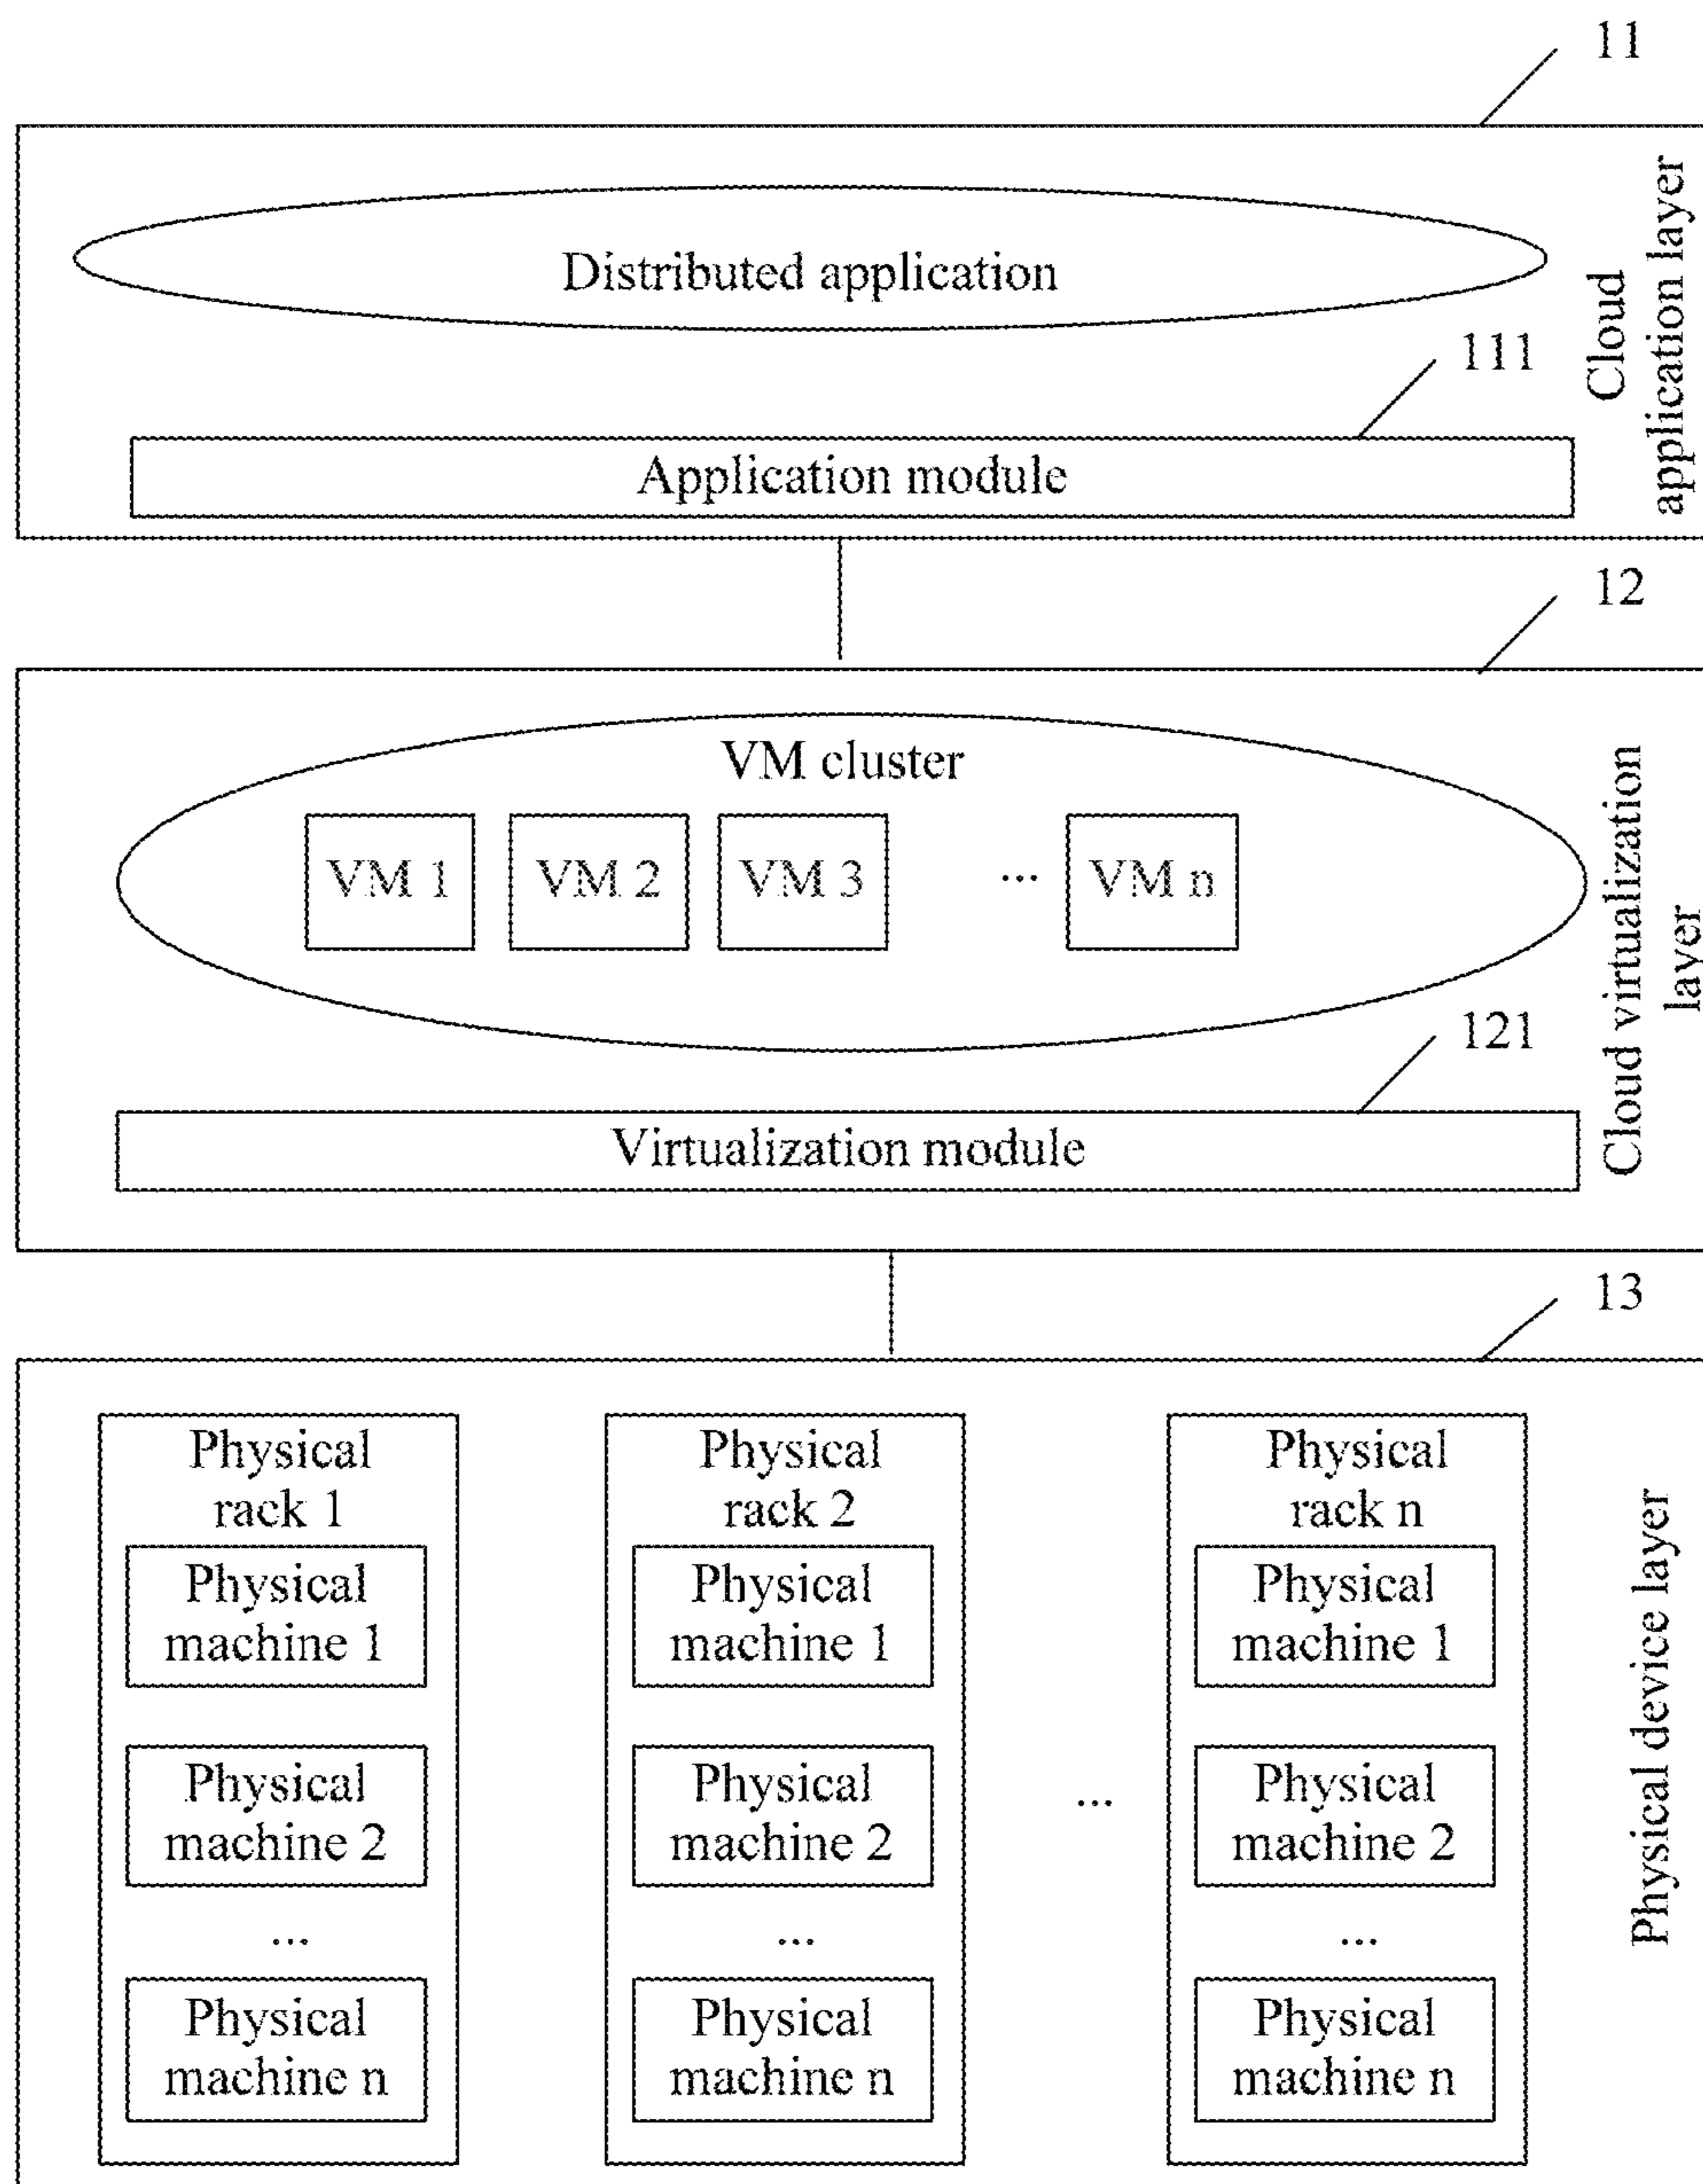 11
Distributed application
111
Application module
Cloud
application layer
12
VM cluster
VM 1
VM 2
VM 3
...
VM n
121
Virtualization module
Cloud virtualization
layer
13
Physical
rack 1
Physical
machine 1
Physical
machine 2
...
Physical
machine n
Physical
rack 2
Physical
machine 1
Physical
machine 2
...
Physical
machine n
...
Physical
rack n
Physical
machine 1
Physical
machine 2
...
Physical
machine n
Physical device layer